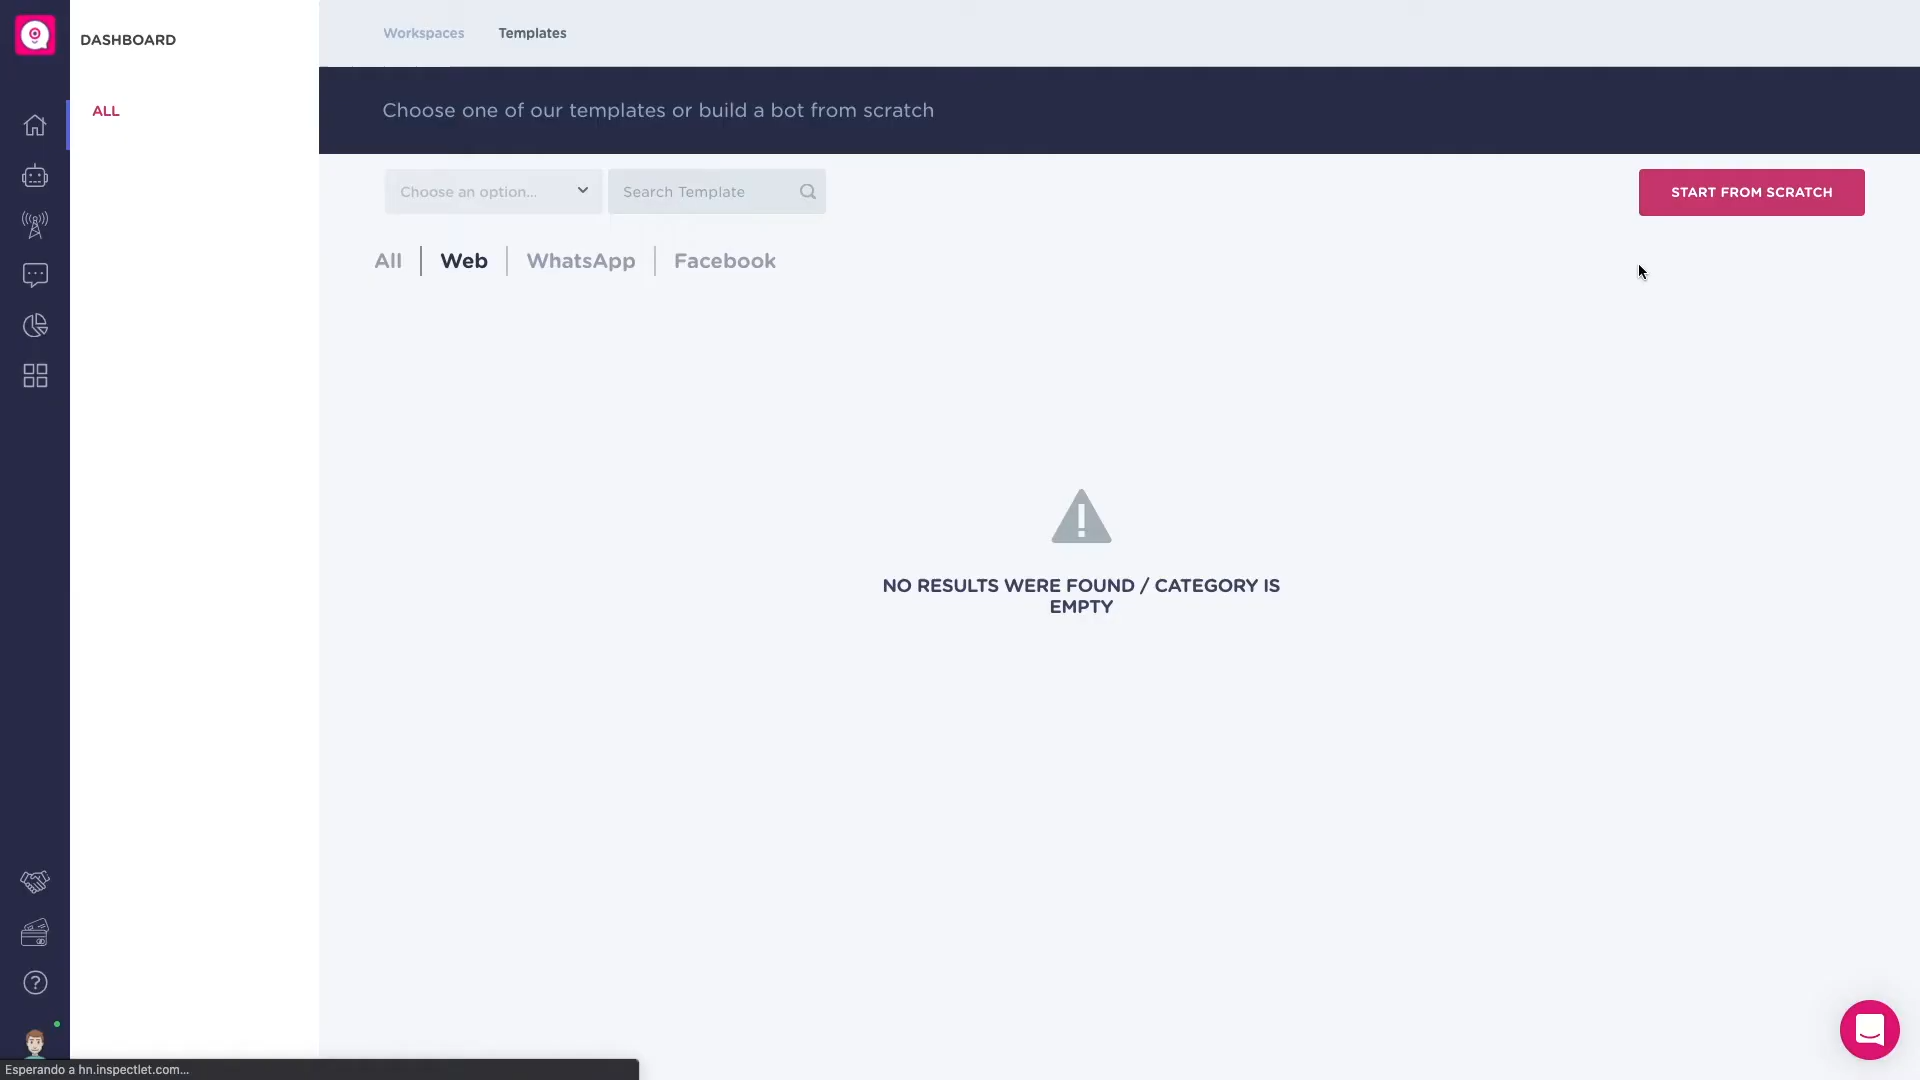 DASHBOARD
Workspaces
Templates
ALL
Choose one of our templates or build a bot from scratch
Choose an option...
Search Template
START FROM SCRATCH
All
Web
WhatsApp
Facebook
NO RESULTS WERE FOUND / CATEGORY IS
EMPTY
Esperando a hn.inspectlet.com...